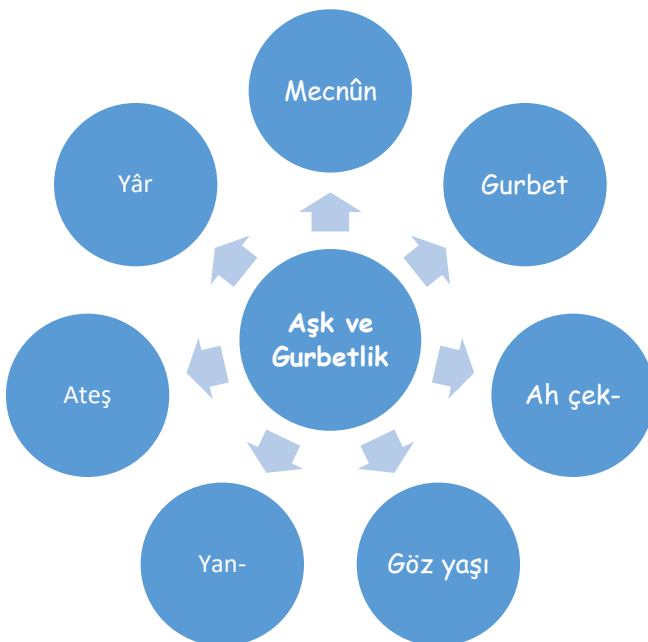 Mecnûn
Yâr
Gurbet
Aşk ve
Gurbetlik
Ateş
Ah çek-
Yan-
Göz yaşı